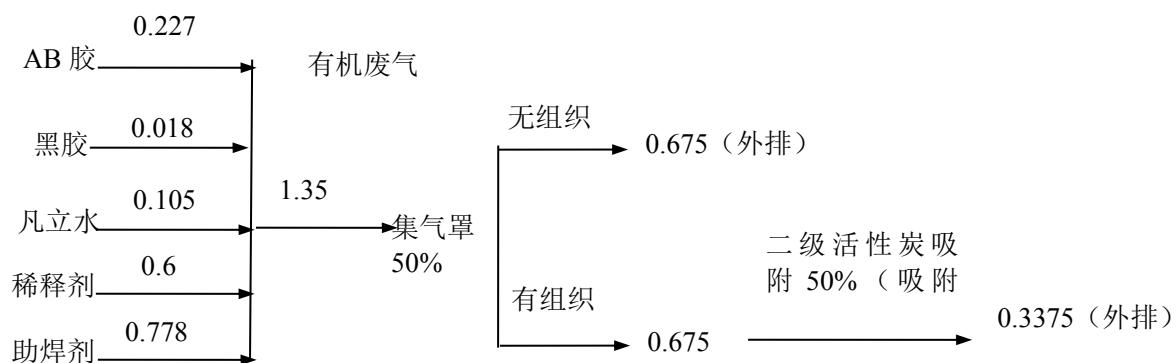 0.227
AB 胶
有机废气
0.018
黑胶
无组织
0.675（外排）
0.105
凡立水
1.35
集气罩
50%
二级活性炭吸
附 50%（吸附
0.6
稀释剂
有组织
0.675
0.3375（外排）
0.778
助焊剂